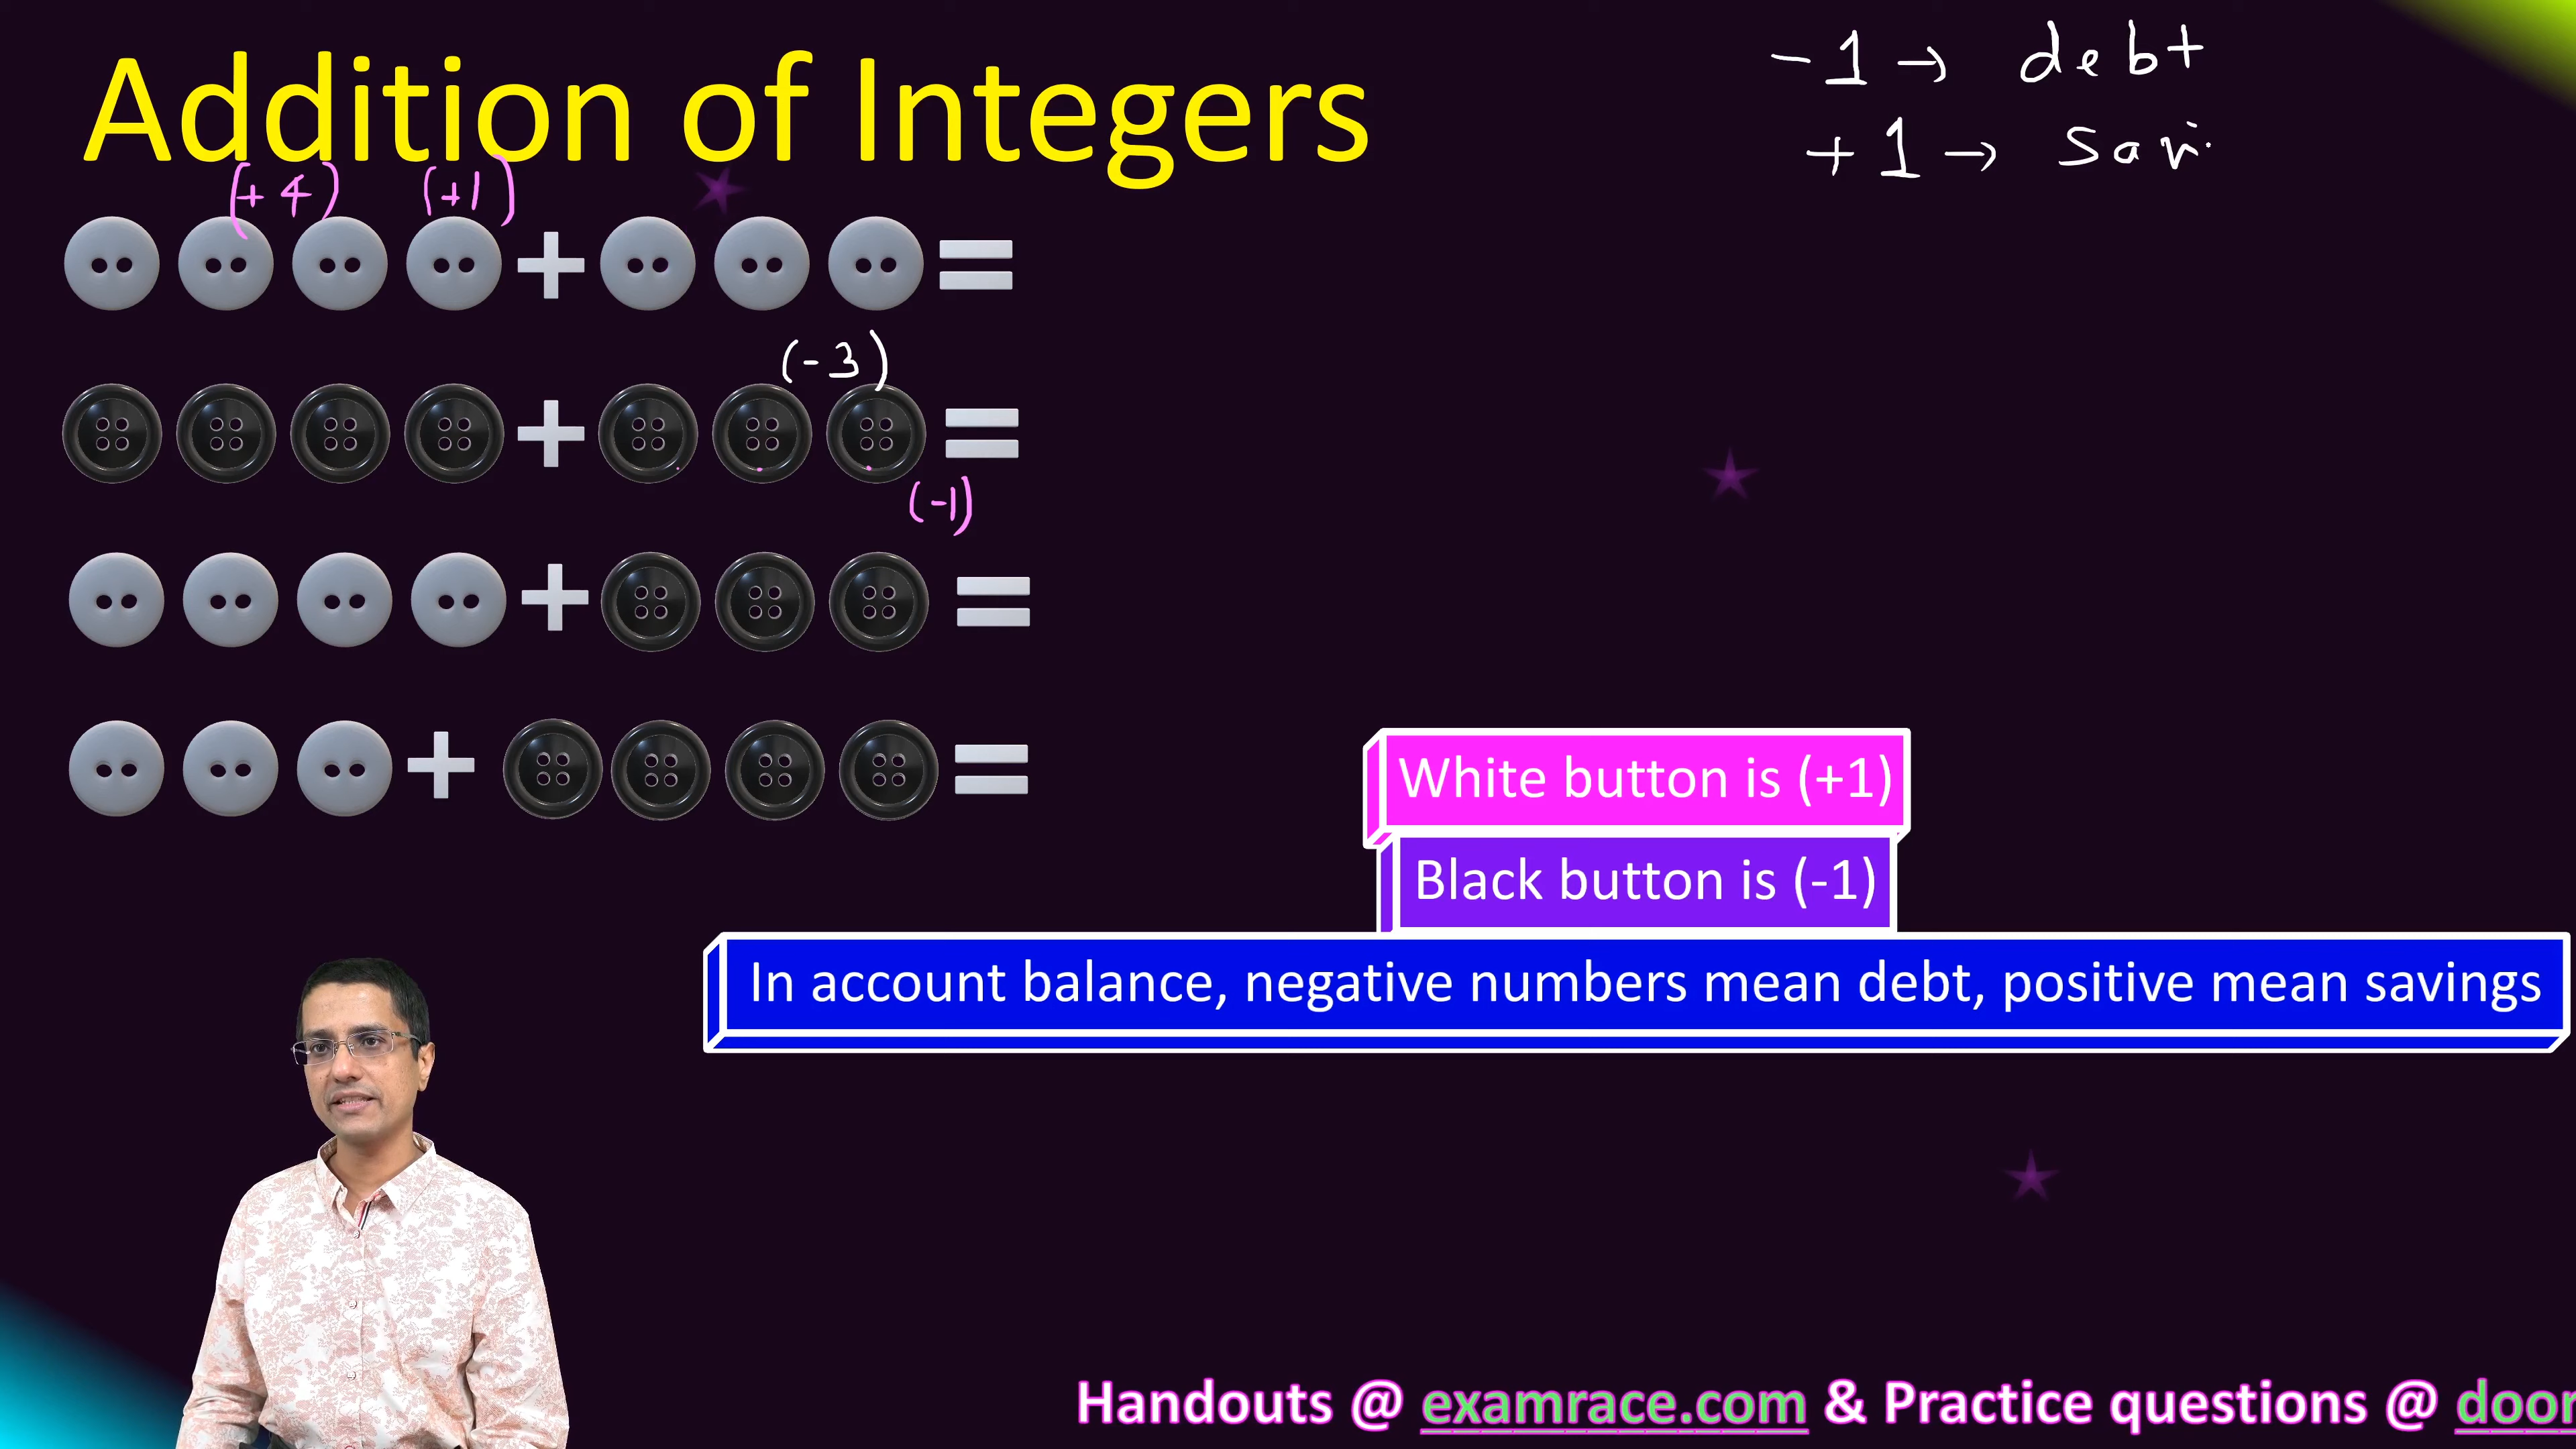 Addition of Integers
-1 → debt
+1 → Savi
(+4) (+1)
+ =
(-3)
+ =
(-1)
+ =
+ =
White button is (+1)
Black button is (-1)
In account balance, negative numbers mean debt, positive mean savings
Handouts @ examrace.com & Practice questions @ door